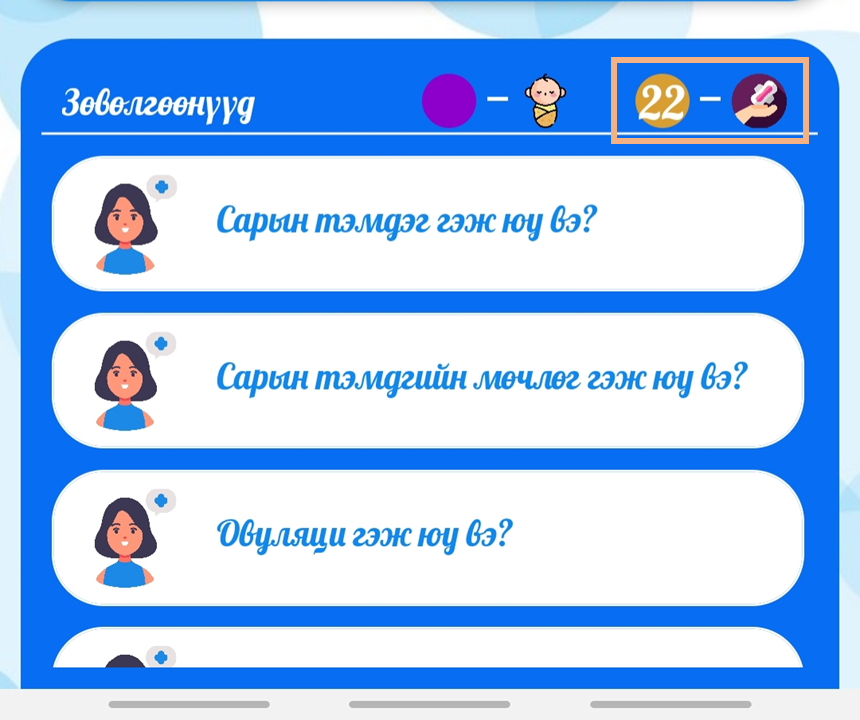 Зөвөлгөөнүүд
22
Сарын тэмдэг гэж юу вэ?
Сарын тэмдгийн мөчлөг гэж юу вэ?
Овуляци гэж юу вэ?